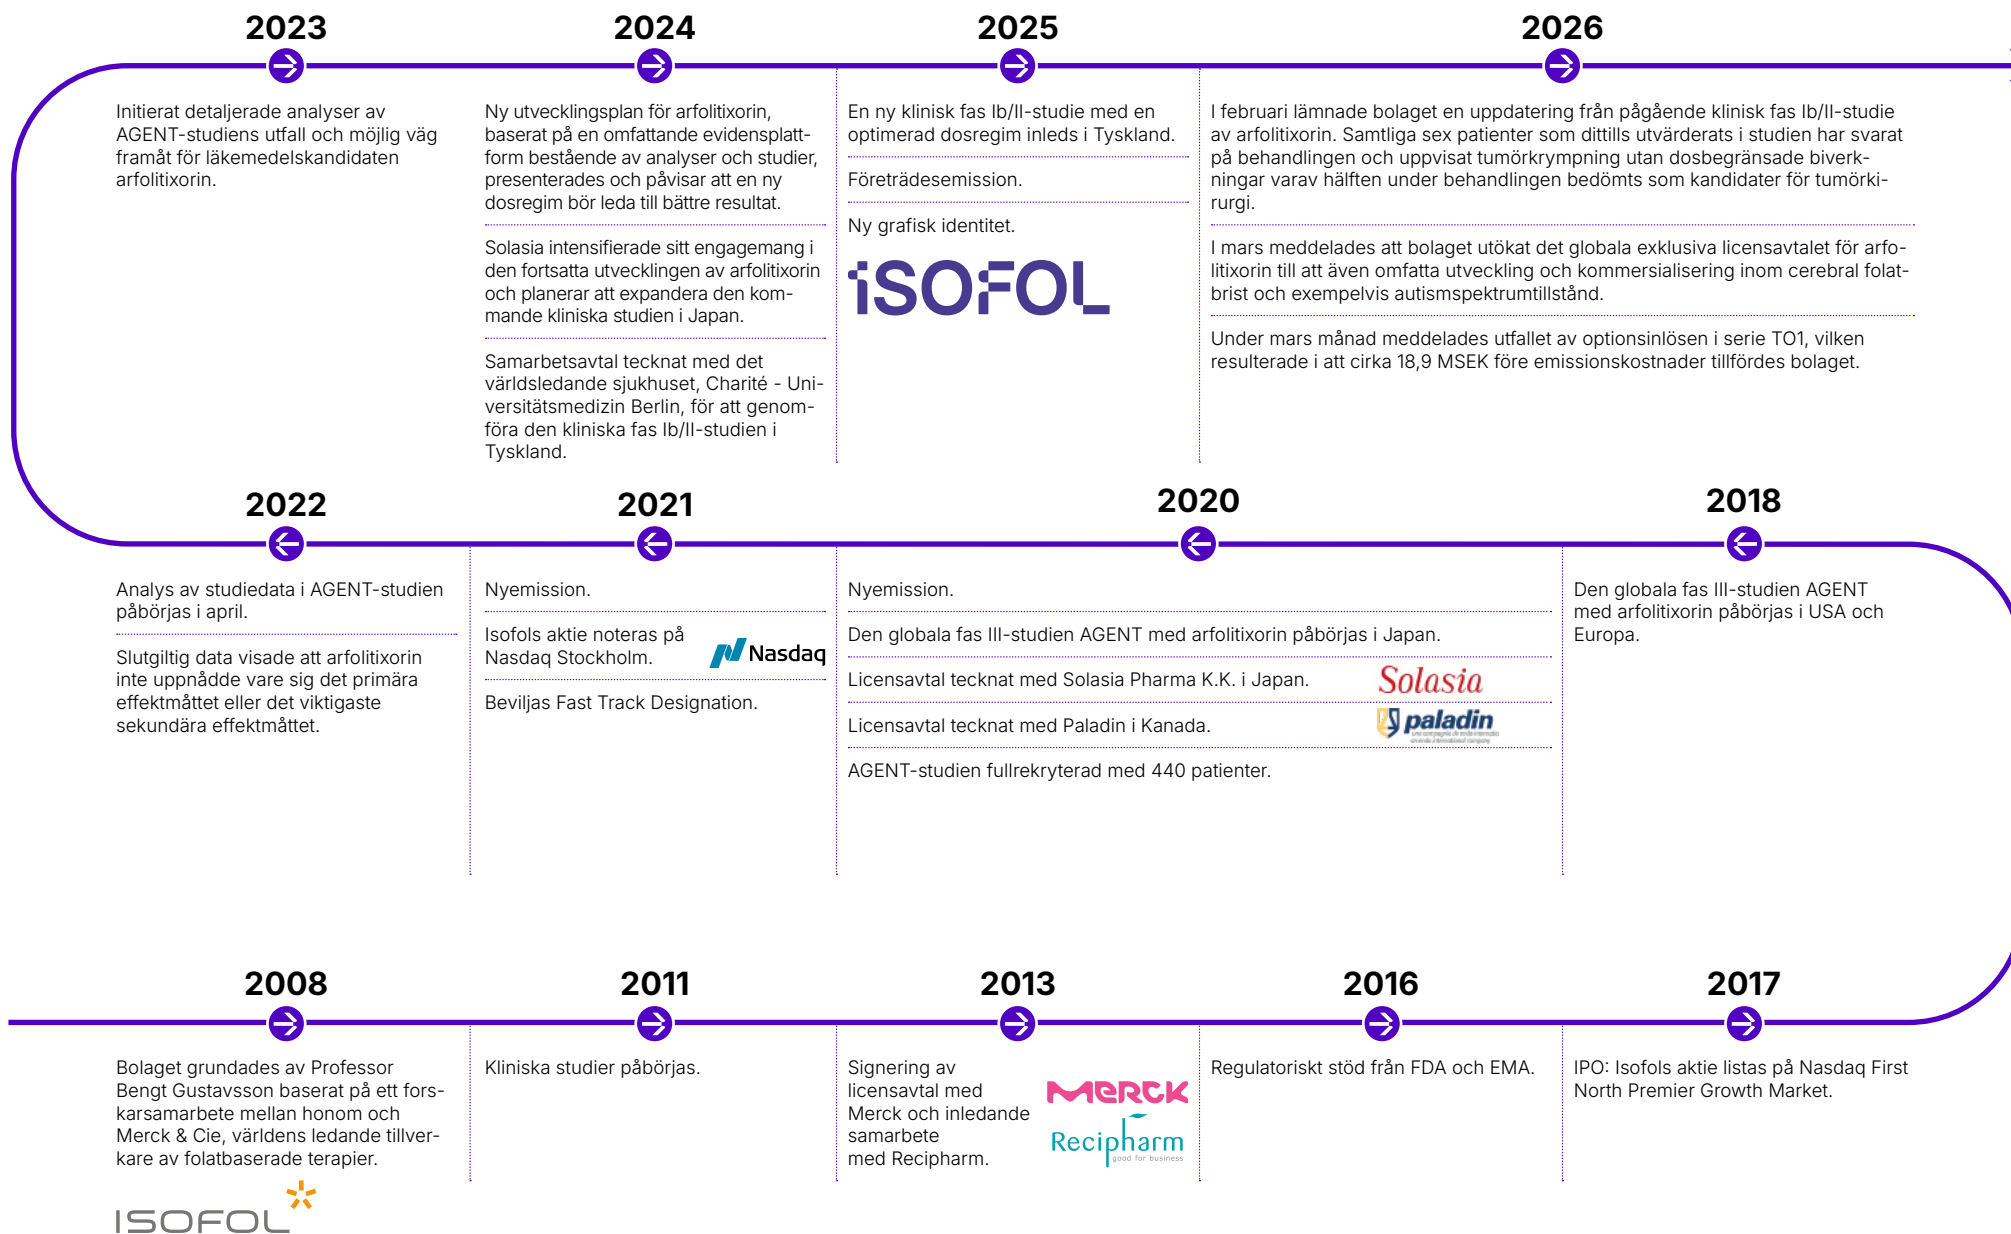 2023
Initierat detaljerade analyser av
AGENT-studiens utfall och möjlig väg
framåt för läkemedelskandidaten
arfolitixorin.
2024
Ny utvecklingsplan för arfolitixorin,
baserat på en omfattande evidensplatt-
form bestående av analyser och studier,
presenterades och påvisar att en ny
dosregim bör leda till bättre resultat.
Solasia intensifierade sitt engagemang i
den fortsatta utvecklingen av arfolitixorin
och planerar att expandera den kom-
mande kliniska studien i Japan.
Samarbetsavtal tecknat med det
världsledande sjukhuset, Charité - Uni-
versitätsmedizin Berlin, för att genom-
föra den kliniska fas Ib/II-studien i
Tyskland.
2025
En ny klinisk fas Ib/II-studie med en
optimerad dosregim inleds i Tyskland.
Företrädesemission.
Ny grafisk identitet.
iSOFOL
2026
I februari lämnade bolaget en uppdatering från pågående klinisk fas Ib/II-studie
av arfolitixorin. Samtliga sex patienter som dittills utvärderats i studien har svarat
på behandlingen och uppvisat tumörkrympning utan dosbegränsade biverk-
ningar varav hälften under behandlingen bedömts som kandidater för tumörki-
rurgi.
I mars meddelades att bolaget utökat det globala exklusiva licensavtalet för arfo-
litixorin till att även omfatta utveckling och kommersialisering inom cerebral folat-
brist och exempelvis autismspektrumtillstånd.
Under mars månad meddelades utfallet av optionsinlösen i serie TO1, vilken
resulterade i att cirka 18,9 MSEK före emissionskostnader tillfördes bolaget.
2022
Analys av studiedata i AGENT-studien
påbörjas i april.
Slutgiltig data visade att arfolitixorin
inte uppnådde vare sig det primära
effektmåttet eller det viktigaste
sekundära effektmåttet.
2021
Nyemission.
Isofols aktie noteras på
Nasdaq Stockholm.
Nasdaq
Beviljas Fast Track Designation.
2020
Nyemission.
Den globala fas III-studien AGENT med arfolitixorin påbörjas i Japan.
Licensavtal tecknat med Solasia Pharma K.K. i Japan.
Solasia
Licensavtal tecknat med Paladin i Kanada.
paladin
une compagnie de endo internatio
an endo international company
AGENT-studien fullrekryterad med 440 patienter.
2018
Den globala fas III-studien AGENT
med arfolitixorin påbörjas i USA och
Europa.
2008
Bolaget grundades av Professor
Bengt Gustavsson baserat på ett fors-
karsamarbete mellan honom och
Merck & Cie, världens ledande tillver-
kare av folatbaserade terapier.
ISOFOL
2011
Kliniska studier påbörjas.
2013
Signering av
licensavtal med
Merck och inledande
samarbete
med Recipharm.
MERCK
Recipharm
good for business
2016
Regulatoriskt stöd från FDA och EMA.
2017
IPO: Isofols aktie listas på Nasdaq First
North Premier Growth Market.